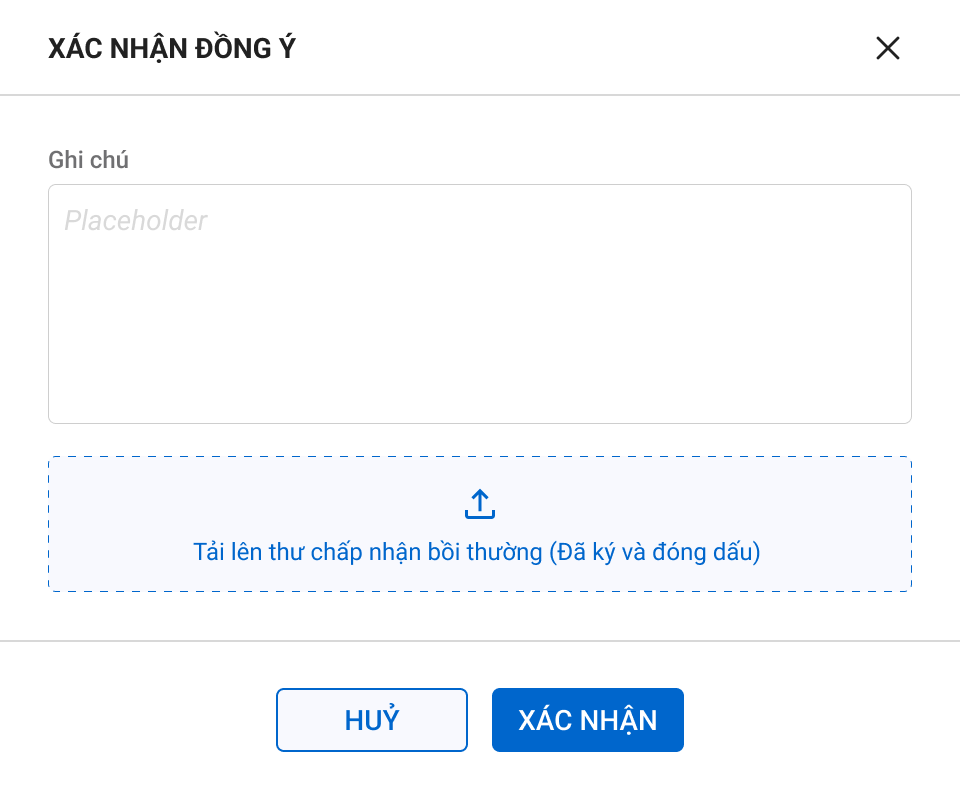 XÁC NHẬN ĐỒNG Ý
Ghi chú
Placeholder
Tải lên thư chấp nhận bồi thường (Đã ký và đóng dấu)
HUỶ
XÁC NHẬN